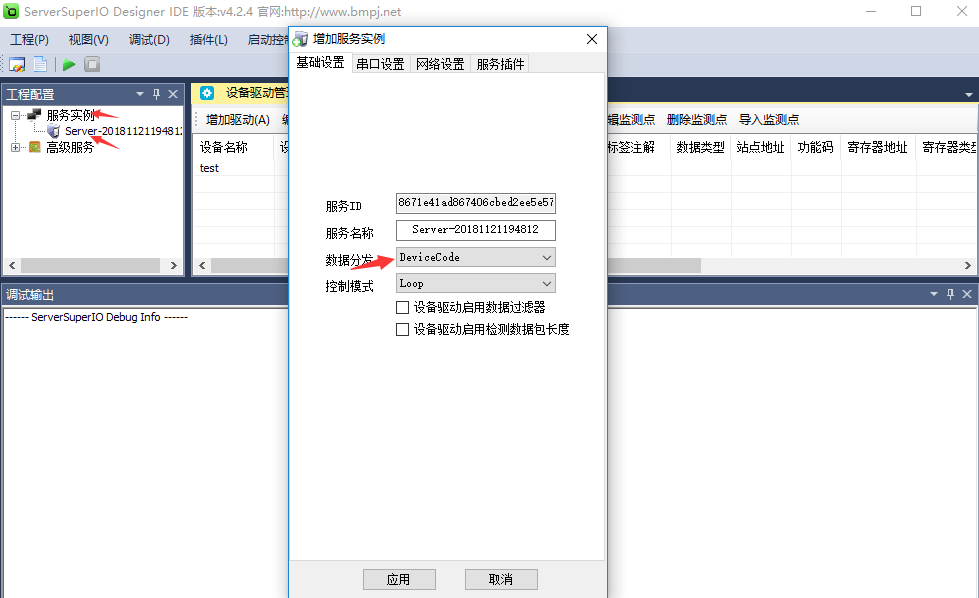 ServerSuperIO Designer IDE 版本:v4.2.4 官网:http://www.bmpj.net
工程(P) 视图(V) 调试(D) 插件(L) 启动控
工程配置
服务实例
Server-2018112119481
高级服务
设备驱动管
增加驱动(A)
辑监测点 删除监测点 导入监测点
设备名称 标签注解 数据类型 站点地址 功能码 寄存器地址 寄存器类型
test
增加服务实例
基础设置 串口设置 网络设置 服务插件
服务ID 8671e41ad867406cbed2ee5e57
服务名称 Server-20181121194812
数据分发 DeviceCode
控制模式 Loop
设备驱动启用数据过滤器
设备驱动启用检测数据包长度
应用 取消
调试输出
------ ServerSuperIO Debug Info ------